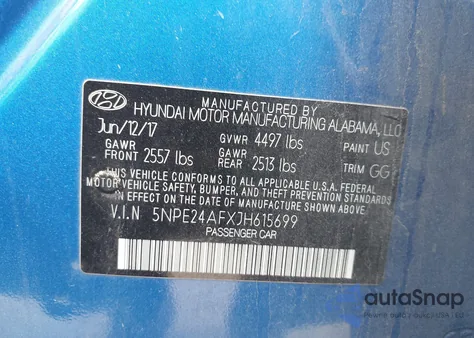 MANUFACTURED BY
HYUNDAI MOTOR MANUFACTURING ALABAMA, LLC
Jun/12/17 GVWR 4497 lbs PAINT US
GAWR FRONT 2557 lbs GAWR REAR 2513 lbs TRIM GG
THIS VEHICLE CONFORMS TO ALL APPLICABLE U.S.A. FEDERAL
MOTOR VEHICLE SAFETY, BUMPER, AND THEFT PREVENTION STANDARDS
IN EFFECT ON THE DATE OF MANUFACTURE SHOWN ABOVE
V.I.N 5NPE24AFXJH615699
PASSENGER CAR
autoSnap